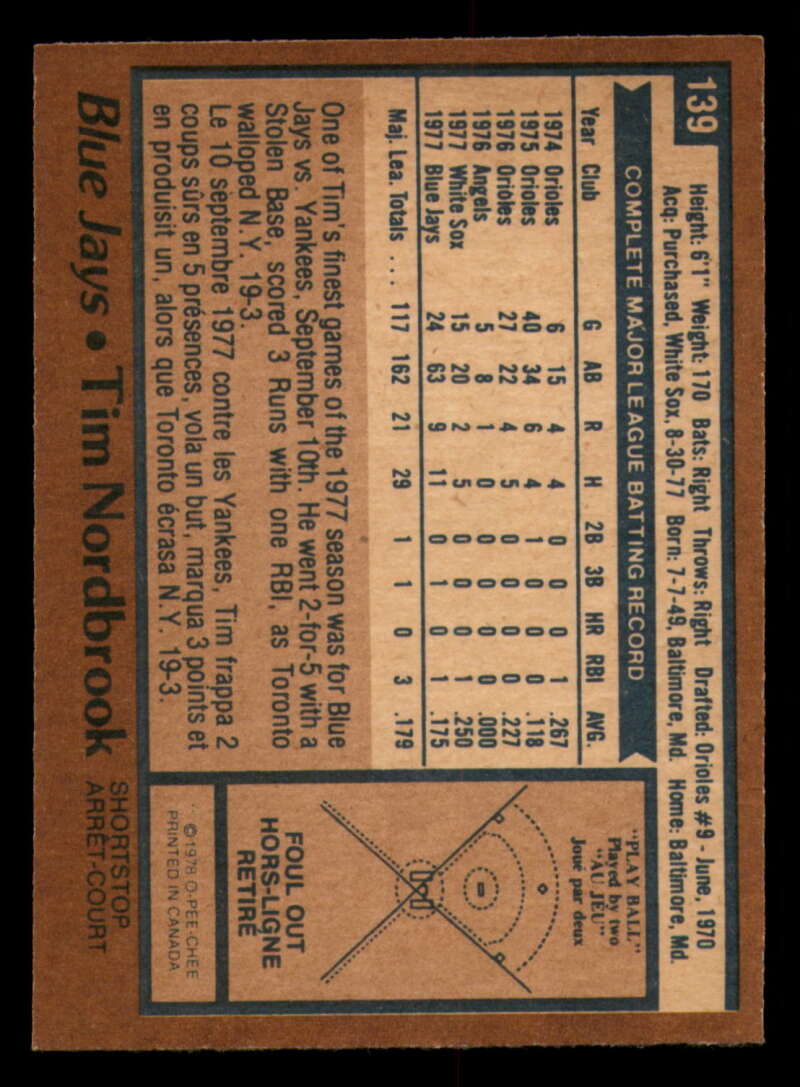 139
Height: 6'1" Weight: 170 Bats: Right Throws: Right Drafted: Orioles #9 - June, 1970
Acq: Purchased, White Sox, 8-30-77 Born: 7-7-49, Baltimore, Md. Home: Baltimore, Md.
COMPLETE MAJOR LEAGUE BATTING RECORD
Year Club G AB R H 2B 3B HR RBI AVG.
1974 Orioles 6 15 4 4 0 0 0 1 .267
1975 Orioles 40 34 6 4 1 0 0 0 .118
1976 Orioles 27 22 4 5 0 0 0 0 .227
1976 Angels 5 8 1 0 0 0 0 0 .000
1977 White Sox 15 20 2 5 0 0 0 1 .250
1977 Blue Jays 24 63 9 11 0 1 0 1 .175
Maj. Lea. Totals ... 117 162 21 29 1 1 0 3 .179
One of Tim's finest games of the 1977 season was for Blue
Jays vs. Yankees, September 10th. He went 2-for-5 with a
Stolen Base, scored 3 Runs with one RBI, as Toronto
walloped N.Y. 19-3.
Le 10 septembre 1977 contre les Yankees, Tim frappa 2
coups sûrs en 5 présences, vola un but, marqua 3 points et
en produisit un, alors que Toronto écrasa N.Y. 19-3.
"PLAY BALL"
Played by two
"AU JEU"
Joué par deux
FOUL OUT
HORS-LIGNE
RETIRE
©1978 O-PEE-CHEE
PRINTED IN CANADA
Blue Jays • Tim Nordbrook
SHORTSTOP
ARRÊT-COURT